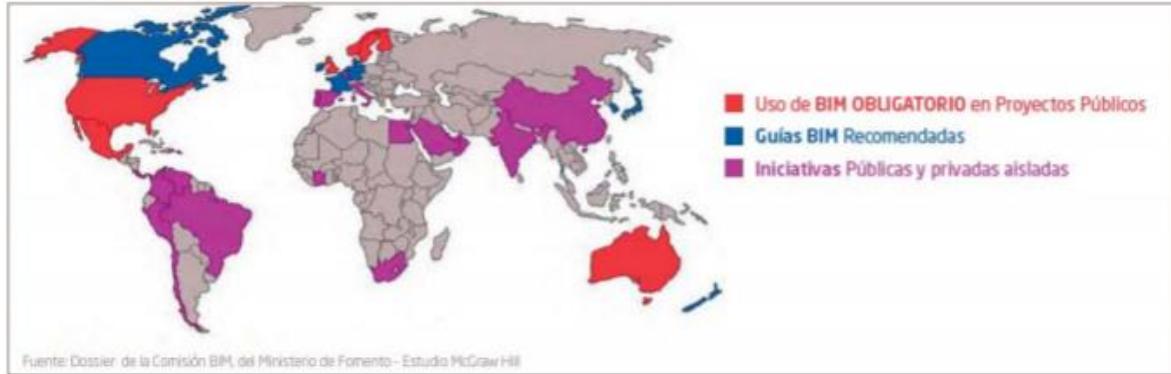 Uso de BIM OBLIGATORIO en Proyectos Públicos
Guías BIM Recomendadas
Iniciativas Públicas y privadas aisladas
Fuente: Dossier de la Comisión BIM, del Ministerio de Fomento - Estudio McGraw Hill